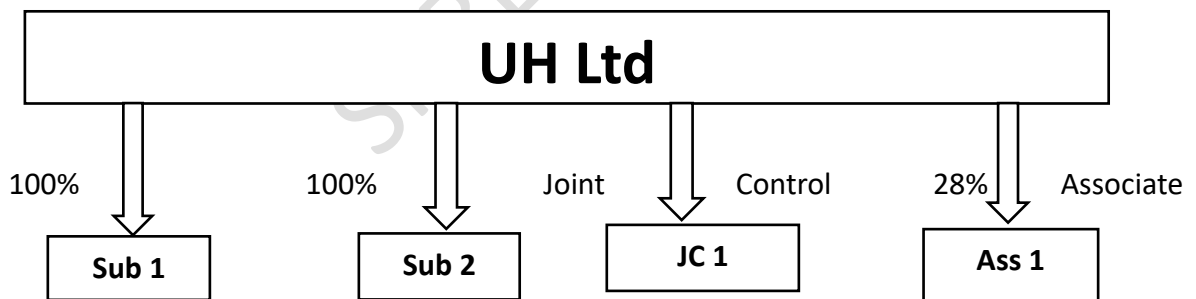 UH Ltd
100% 100% Joint Control 28% Associate
Sub 1 Sub 2 JC 1 Ass 1